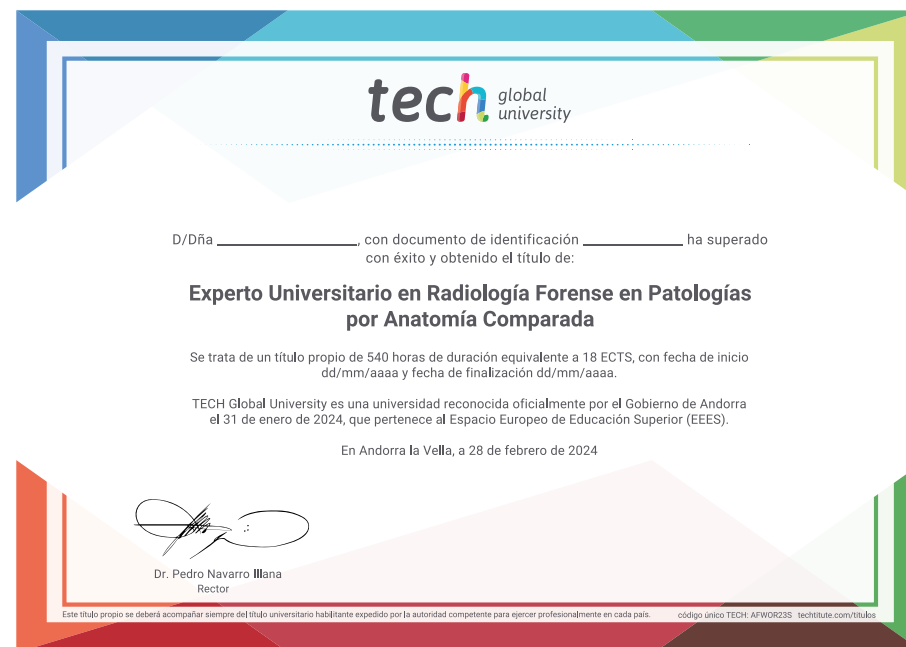 tech global university
D/Dña ____________, con documento de identificación ____________ ha superado
con éxito y obtenido el título de:
Experto Universitario en Radiología Forense en Patologías
por Anatomía Comparada
Se trata de un título propio de 540 horas de duración equivalente a 18 ECTS, con fecha de inicio
dd/mm/aaaa y fecha de finalización dd/mm/aaaa.
TECH Global University es una universidad reconocida oficialmente por el Gobierno de Andorra
el 31 de enero de 2024, que pertenece al Espacio Europeo de Educación Superior (EEES).
En Andorra la Vella, a 28 de febrero de 2024
Dr. Pedro Navarro Illana
Rector
Este título propio se deberá acompañar siempre del título universitario habilitante expedido por la autoridad competente para ejercer profesionalmente en cada país.
código único TECH: AFWOR23S techtitute.com/títulos